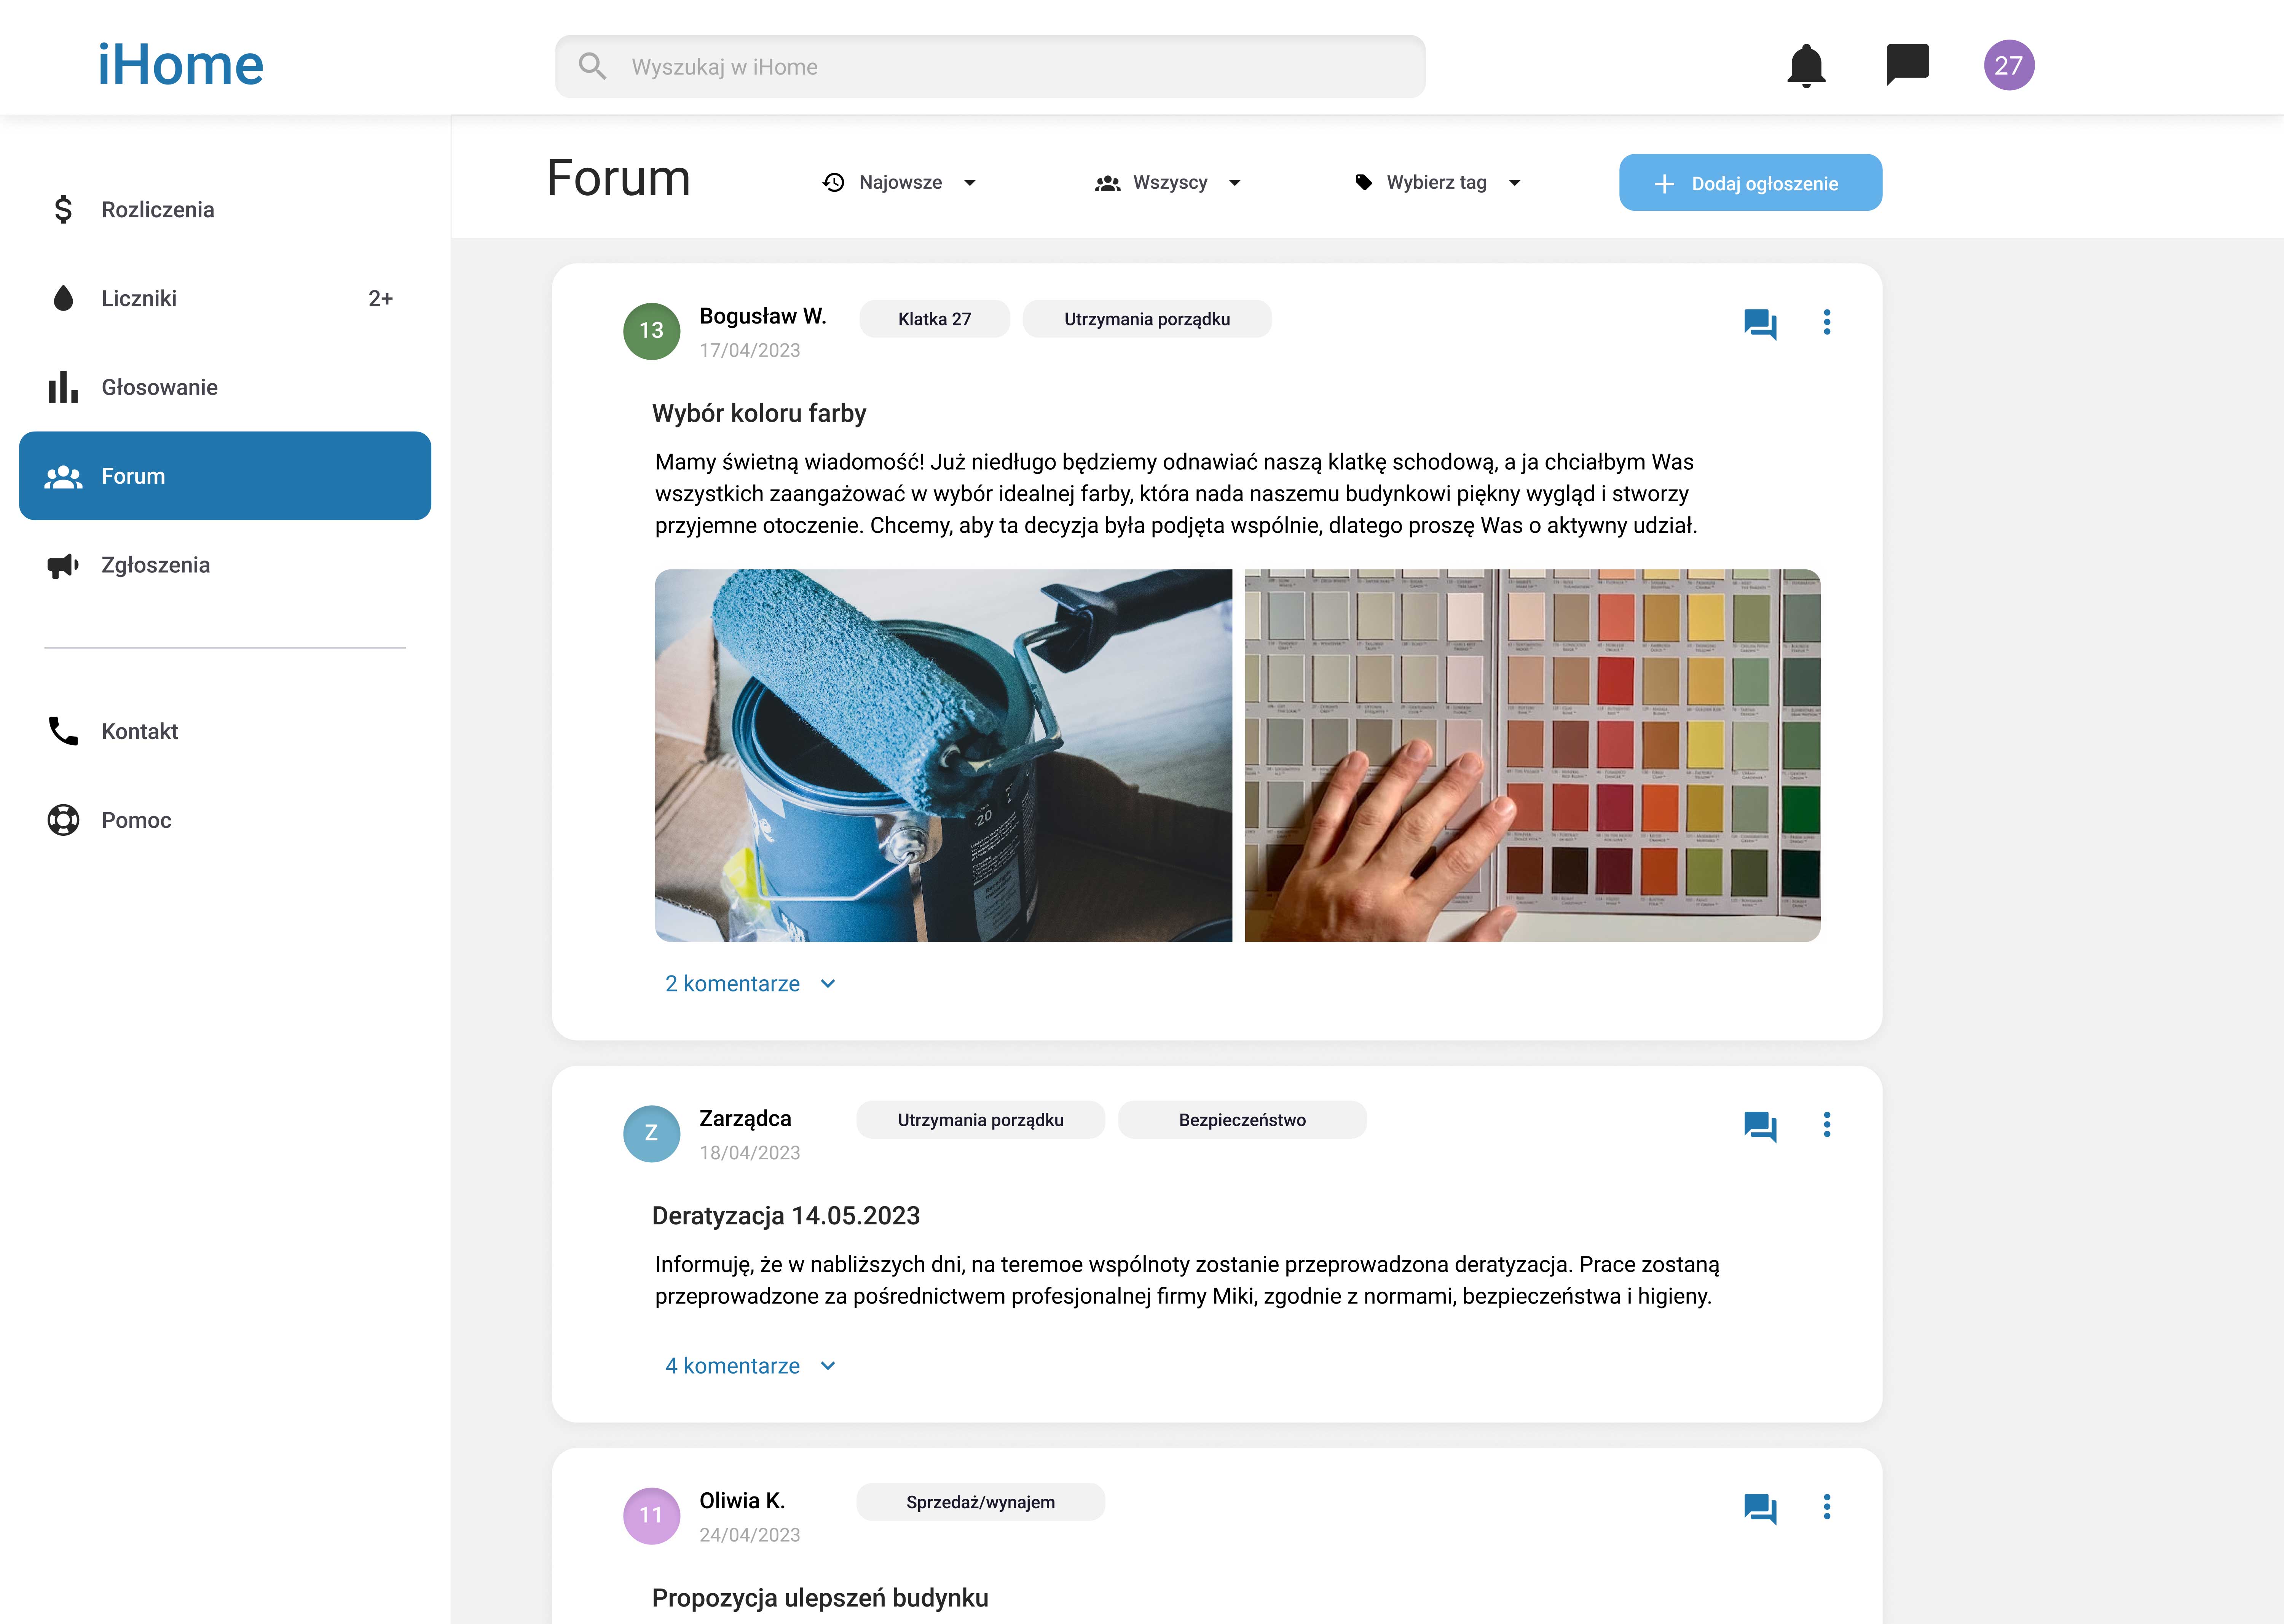 iHome
Wyszukaj w iHome
27
Rozliczenia
Liczniki
2+
Głosowanie
Forum
Zgłoszenia
Kontakt
Pomoc
Forum
Najowsze
Wszyscy
Wybierz tag
Dodaj ogłoszenie
13
Bogusław W.
Klatka 27
Utrzymania porządku
17/04/2023
Wybór koloru farby
Mamy świetną wiadomość! Już niedługo będziemy odnawiać naszą klatkę schodową, a ja chciałbym Was
wszystkich zaangażować w wybór idealnej farby, która nada naszemu budynkowi piękny wygląd i stworzy
przyjemne otoczenie. Chcemy, aby ta decyzja była podjęta wspólnie, dlatego proszę Was o aktywny udział.
20
2 komentarze
Z
Zarządca
Utrzymania porządku
Bezpieczeństwo
18/04/2023
Deratyzacja 14.05.2023
Informuję, że w nabliższych dni, na teremoe wspólnoty zostanie przeprowadzona deratyzacja. Prace zostaną
przeprowadzone za pośrednictwem profesjonalnej firmy Miki, zgodnie z normami, bezpieczeństwa i higieny.
4 komentarze
11
Oliwia K.
Sprzedaż/wynajem
24/04/2023
Propozycja ulepszeń budynku